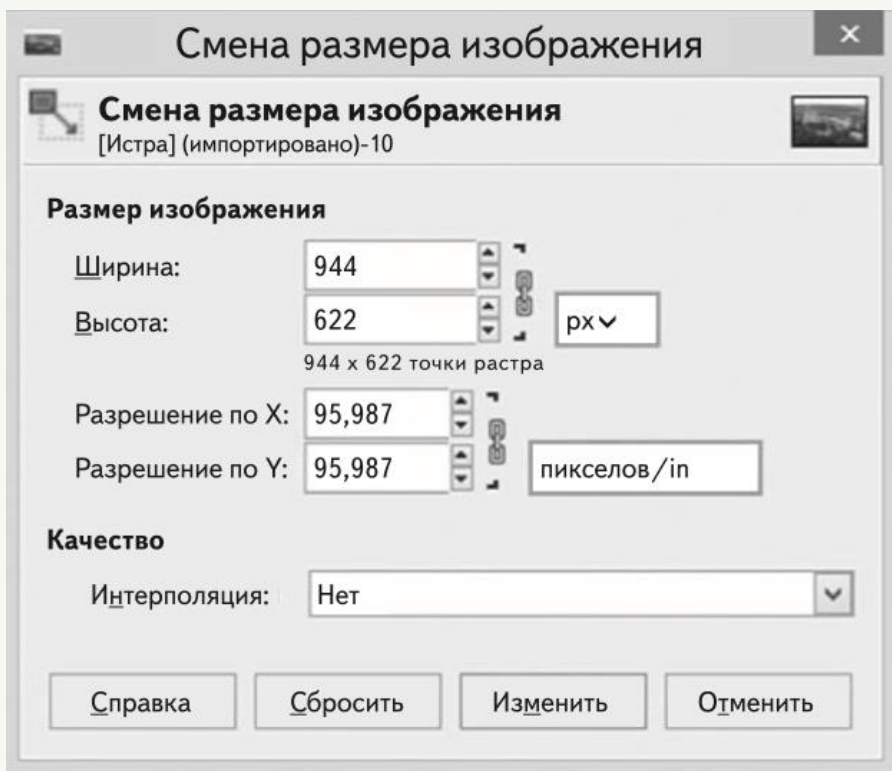 Смена размера изображения
Смена размера изображения
[Истра] (импортировано)-10
Размер изображения
Ширина: 944
Высота: 622 px
944 x 622 точки растра
Разрешение по X: 95,987
Разрешение по Y: 95,987 пикселов/in
Качество
Интерполяция: Нет
Справка Сбросить Изменить Отменить